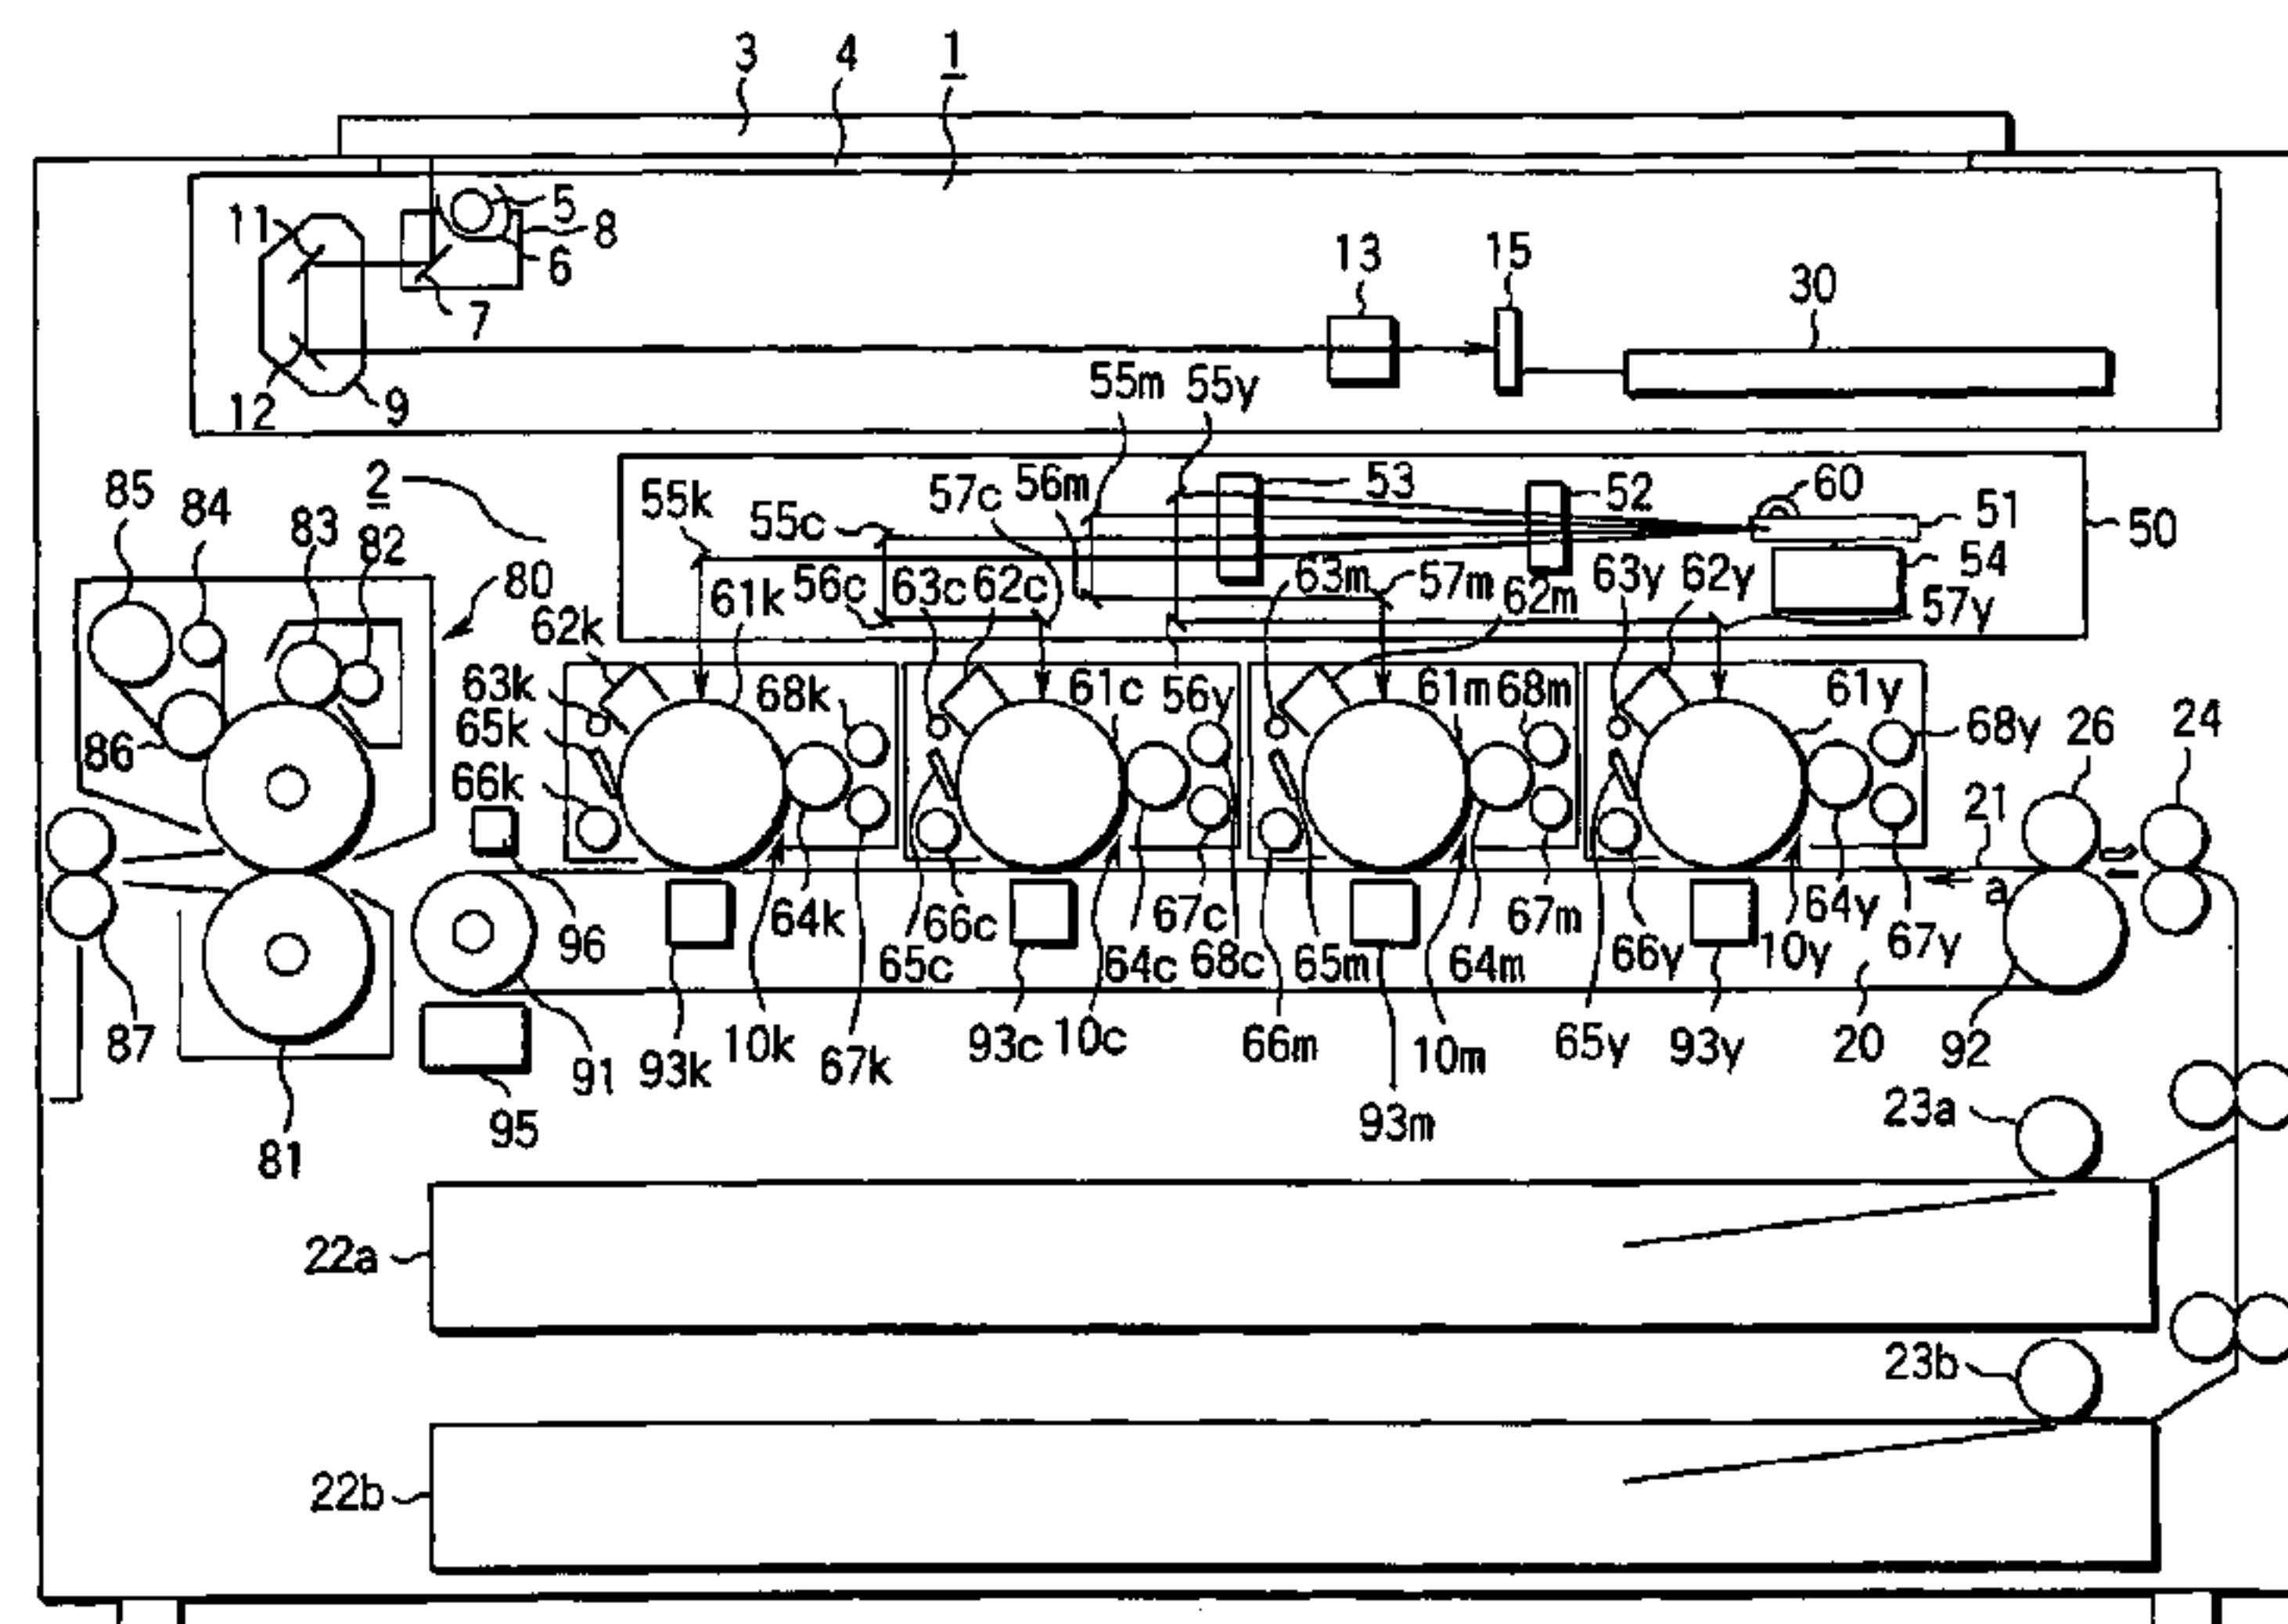 3 4 1
11 5 8 6 13 15 30
7
12 9 55m 55y
85 84 2 83 82 55k 55c 57c 56m 53 52 60 51 50
80 61k 56c 63c 62c 63m 57m 62m 63y 62y 54 57y
62k
63k 68k 61c 56y 61m 68m 61y 68y 26 24
65k
86 66k 21
96 64k 66c 67c 67m 66y 10y 64y a
65c 64c 68c 65m 64m 67y
87 91 93k 10k 67k 93c 10c 66m 10m 65y 93y 20 92
81 95 93m 23a
22a
23b
22b